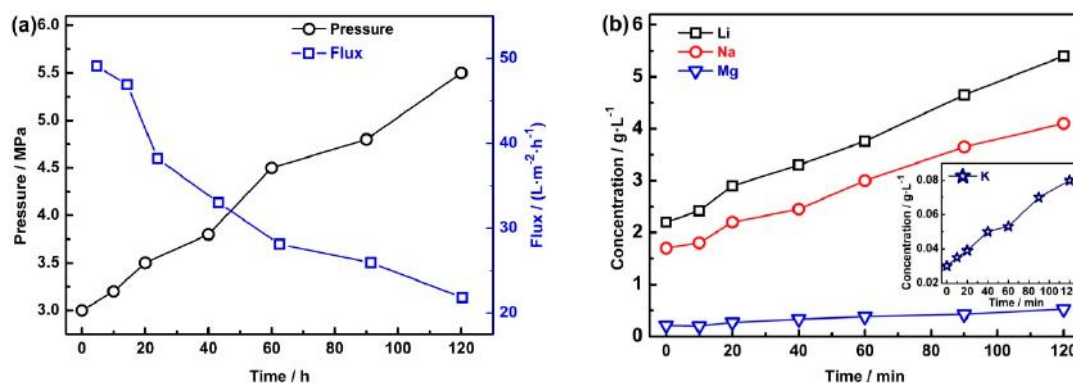 (a)
Pressure
Flux
6.0
5.5
5.0
4.5
4.0
3.5
3.0
Pressure / MPa
50
40
30
20
Flux / (L·m⁻²·h⁻¹)
0 20 40 60 80 100 120
Time / h
(b)
Li
Na
Mg
6
5
4
3
2
1
0
Concentration / g·L⁻¹
0 20 40 60 80 100 120
Time / min
K
0.08
0.06
0.04
0.02
Concentration / g·L⁻¹
0 20 40 60 80 100 120
Time / min